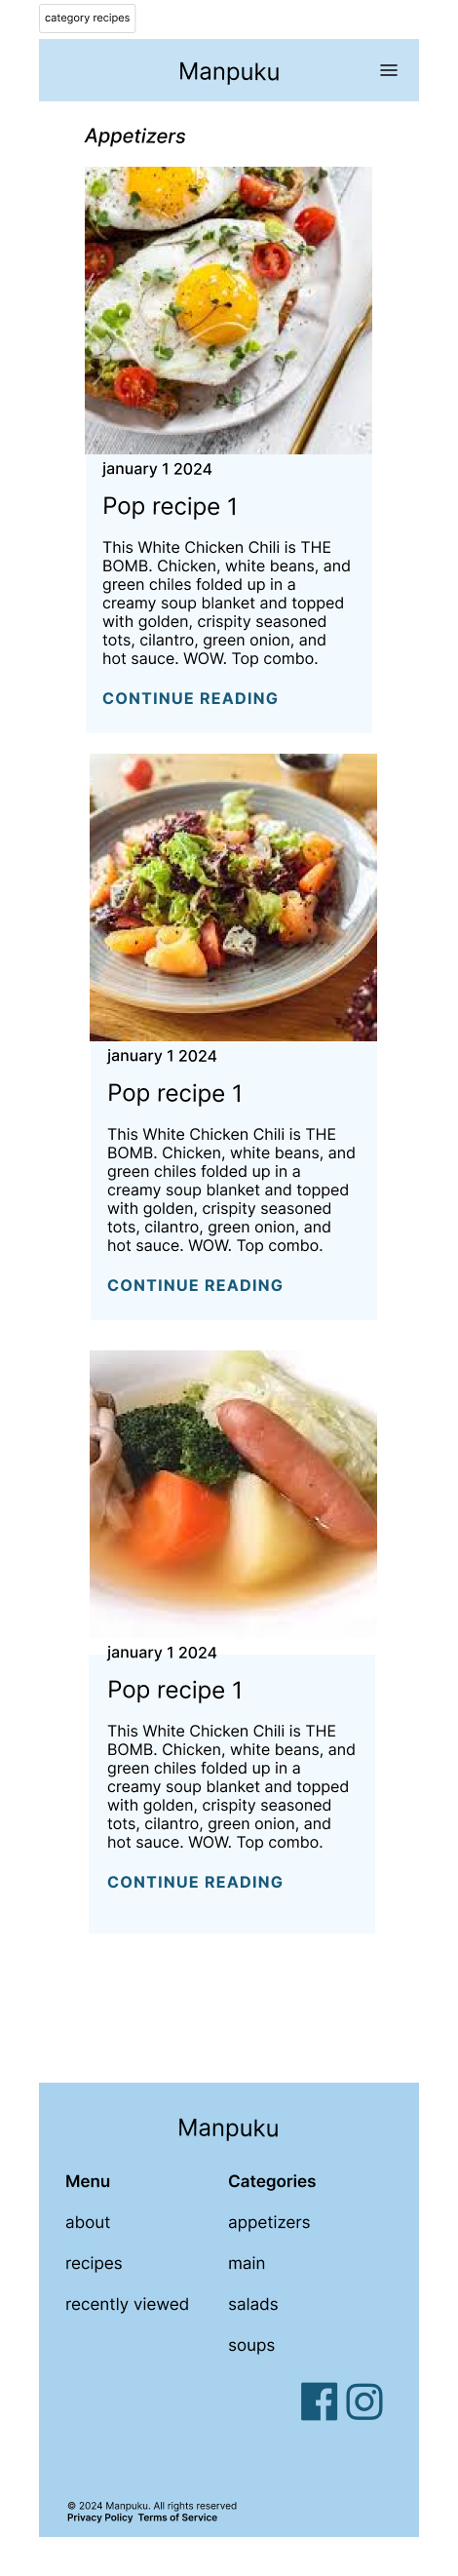 category recipes
Manpuku
Appetizers
january 1 2024
Pop recipe 1
This White Chicken Chili is THE
BOMB. Chicken, white beans, and
green chiles folded up in a
creamy soup blanket and topped
with golden, crispity seasoned
tots, cilantro, green onion, and
hot sauce. WOW. Top combo.
CONTINUE READING
january 1 2024
Pop recipe 1
This White Chicken Chili is THE
BOMB. Chicken, white beans, and
green chiles folded up in a
creamy soup blanket and topped
with golden, crispity seasoned
tots, cilantro, green onion, and
hot sauce. WOW. Top combo.
CONTINUE READING
january 1 2024
Pop recipe 1
This White Chicken Chili is THE
BOMB. Chicken, white beans, and
green chiles folded up in a
creamy soup blanket and topped
with golden, crispity seasoned
tots, cilantro, green onion, and
hot sauce. WOW. Top combo.
CONTINUE READING
Manpuku
Menu
about
recipes
recently viewed
Categories
appetizers
main
salads
soups
© 2024 Manpuku. All rights reserved
Privacy Policy Terms of Service